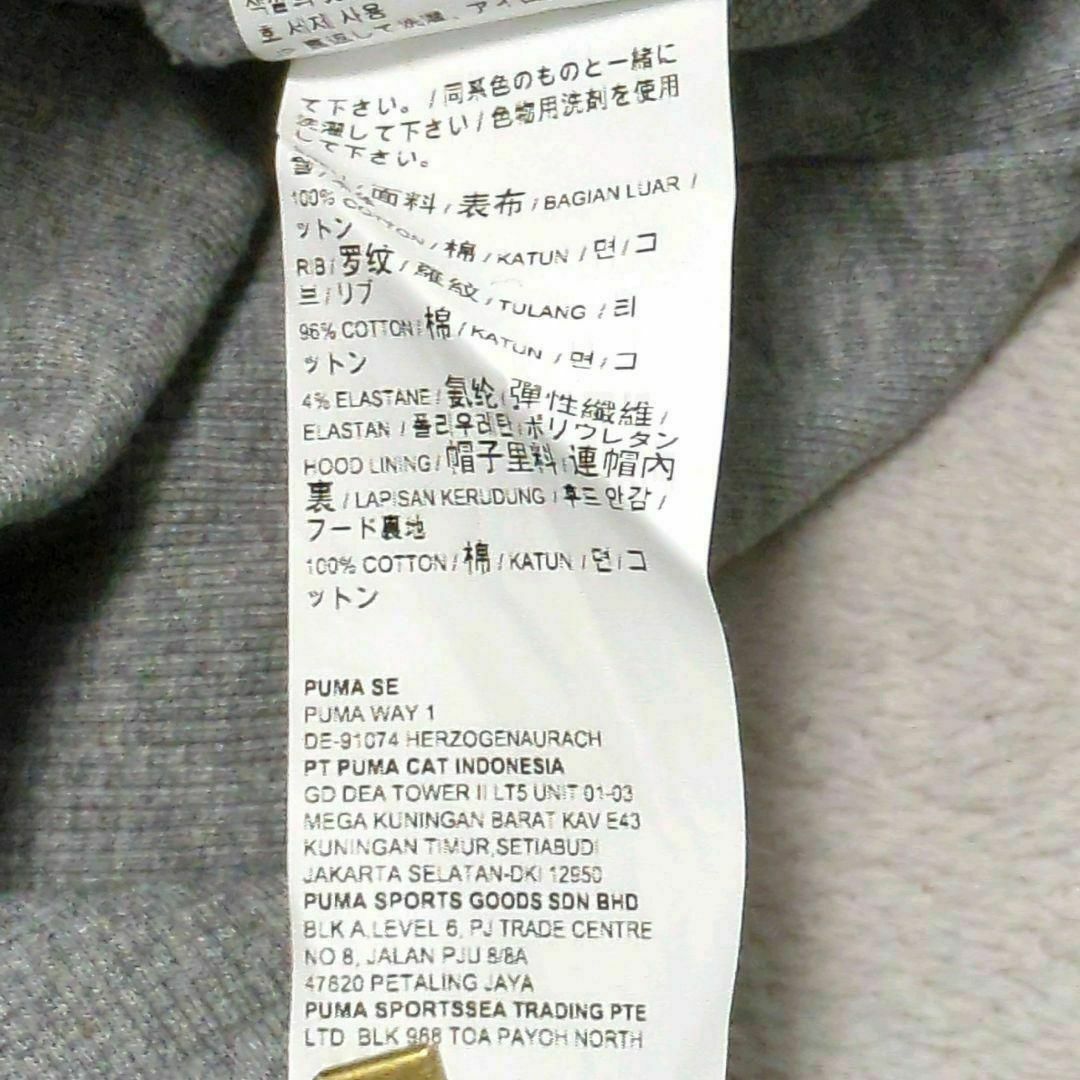 호 세제 사용
て下さい。/同系色のものと一緒に
洗濯して下さい/色物用洗剤を使用
して下さい。
面料/表布/BAGIAN LUAR/
100% COTTON/棉/KATUN/면/コ
ットン
RIB/罗纹/羅紋/TULANG/리
브/リブ
96% COTTON/棉/KATUN/면/コ
ットン
4% ELASTANE/氨纶/彈性纖維/
ELASTAN/폴리우레탄/ポリウレタン
HOOD LINING/帽子里料/連帽內
裏/LAPISAN KERUDUNG/후드안감/
フード裏地
100% COTTON/棉/KATUN/면/コ
ットン
PUMA SE
PUMA WAY 1
DE-91074 HERZOGENAURACH
PT PUMA CAT INDONESIA
GD DEA TOWER II LT5 UNIT 01-03
MEGA KUNINGAN BARAT KAV E43
KUNINGAN TIMUR,SETIABUDI
JAKARTA SELATAN-DKI 12950
PUMA SPORTS GOODS SDN BHD
BLK A,LEVEL 6, PJ TRADE CENTRE
NO 8, JALAN PJU 8/8A
47820 PETALING JAYA
PUMA SPORTSSEA TRADING PTE
LTD BLK 988 TOA PAYOH NORTH